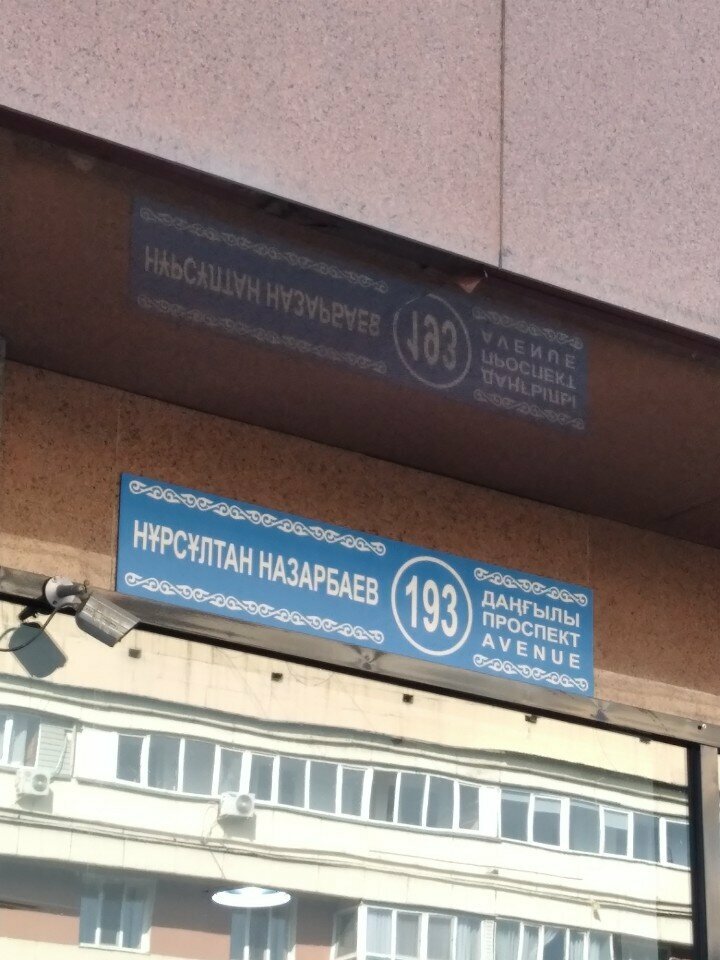 НҰРСҰЛТАН НАЗАРБАЕВ
193
ДАҢҒЫЛЫ
ПРОСПЕКТ
AVENUE